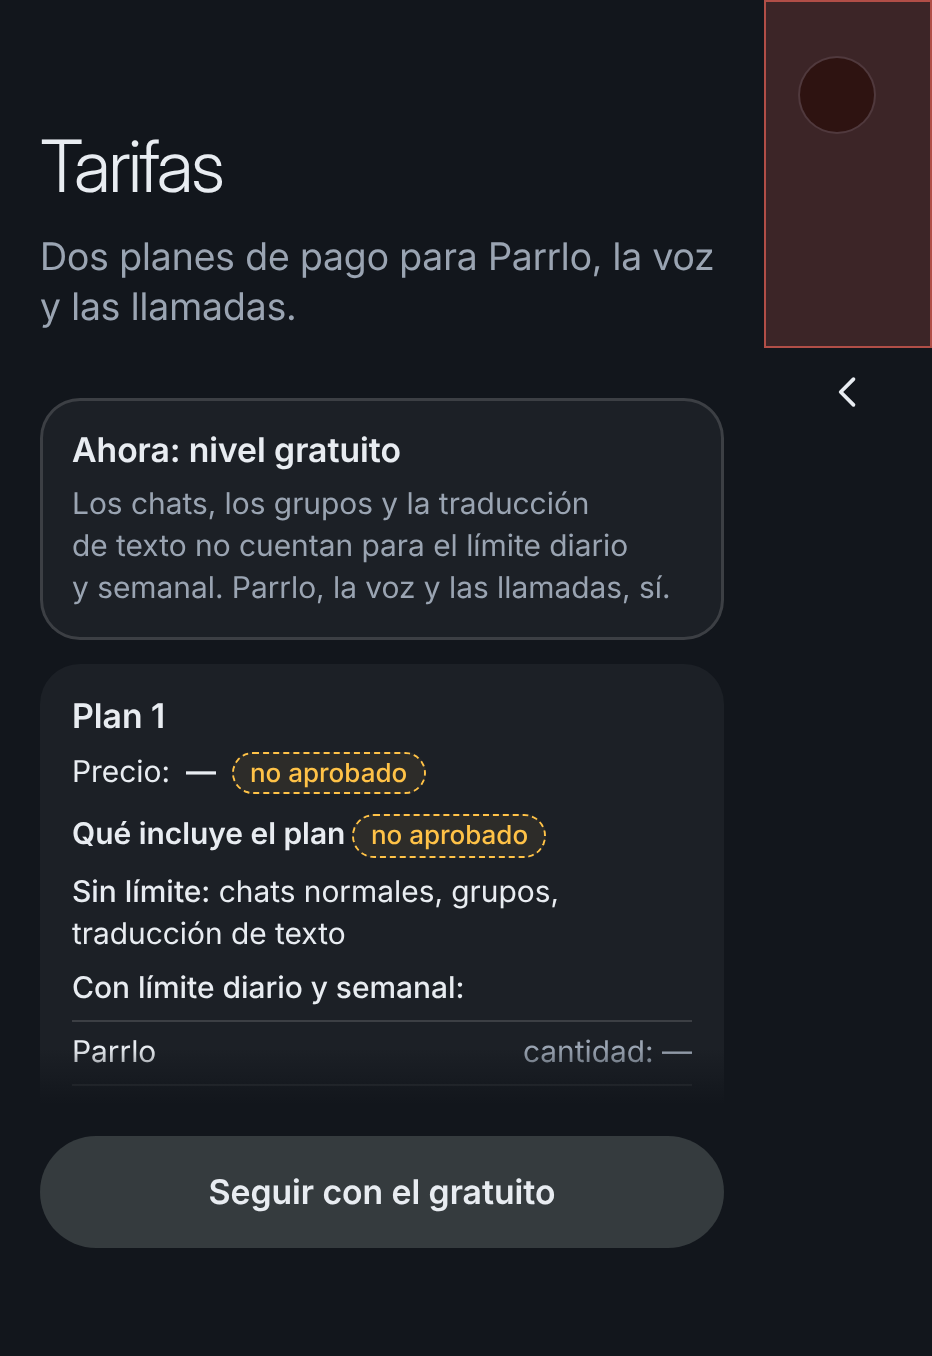 Tarifas
Dos planes de pago para Parrlo, la voz
y las llamadas.
Ahora: nivel gratuito
Los chats, los grupos y la traducción
de texto no cuentan para el límite diario
y semanal. Parrlo, la voz y las llamadas, sí.
Plan 1
Precio: — no aprobado
Qué incluye el plan no aprobado
Sin límite: chats normales, grupos,
traducción de texto
Con límite diario y semanal:
Parrlo cantidad: —
Seguir con el gratuito